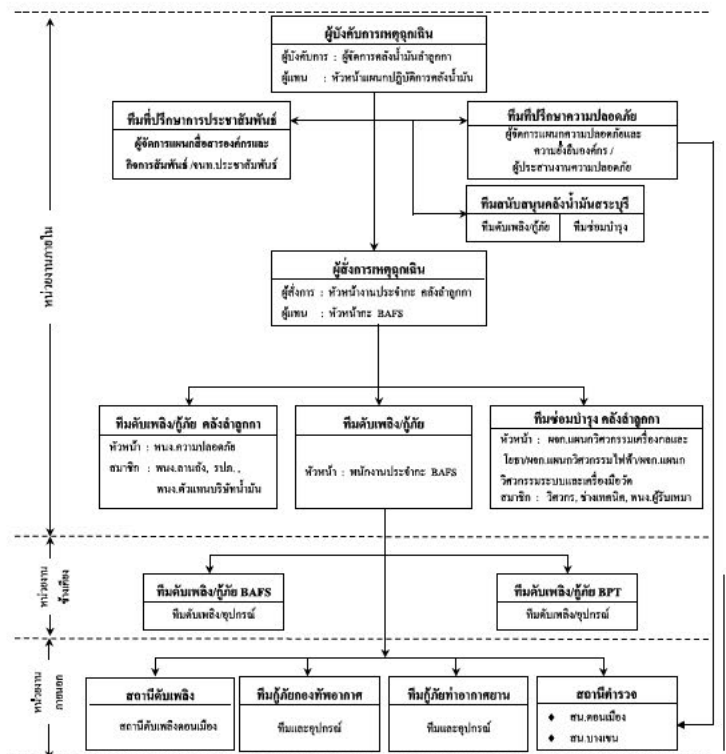 ผู้บังคับการเหตุฉุกเฉิน
ผู้บังคับการ : ผู้จัดการคลังน้ำมันลำลูกกา
ผู้แทน : หัวหน้าแผนกปฏิบัติการคลังน้ำมัน
ทีมที่ปรึกษาการประชาสัมพันธ์
ผู้จัดการแผนกสื่อสารองค์กรและ
กิจการสัมพันธ์ /จนท.ประชาสัมพันธ์
ทีมที่ปรึกษาความปลอดภัย
ผู้จัดการแผนกความปลอดภัยและ
ความยั่งยืนองค์กร /
ผู้ประสานงานความปลอดภัย
ทีมสนับสนุนคลังน้ำมันสระบุรี
ทีมดับเพลิง/กู้ภัย ทีมซ่อมบำรุง
หน่วยงานภายใน
ผู้สั่งการเหตุฉุกเฉิน
ผู้สั่งการ : หัวหน้างานประจำกะ คลังลำลูกกา
ผู้แทน : หัวหน้ากะ BAFS
ทีมดับเพลิง/กู้ภัย คลังลำลูกกา
หัวหน้า : พนง.ความปลอดภัย
สมาชิก : พนง.ลานถัง, รปภ. ,
พนง.ตัวแทนบริษัทน้ำมัน
ทีมดับเพลิง/กู้ภัย
หัวหน้า : พนักงานประจำกะ BAFS
ทีมซ่อมบำรุง คลังลำลูกกา
หัวหน้า : ผจก.แผนกวิศวกรรมเครื่องกลและ
โยธา/ผจก.แผนกวิศวกรรมไฟฟ้า/ผจก.แผนก
วิศวกรรมระบบและเครื่องมือวัด
สมาชิก : วิศวกร, ช่างเทคนิค, พนง.ผู้รับเหมา
หน่วยงาน
ข้างเคียง
ทีมดับเพลิง/กู้ภัย BAFS
ทีมดับเพลิง/อุปกรณ์
ทีมดับเพลิง/กู้ภัย BPT
ทีมดับเพลิง/อุปกรณ์
หน่วยงาน
ภายนอก
สถานีดับเพลิง
สถานีดับเพลิงดอนเมือง
ทีมกู้ภัยกองทัพอากาศ
ทีมและอุปกรณ์
ทีมกู้ภัยท่าอากาศยาน
ทีมและอุปกรณ์
สถานีตำรวจ
♦ สน.ดอนเมือง
♦ สน.บางเขน